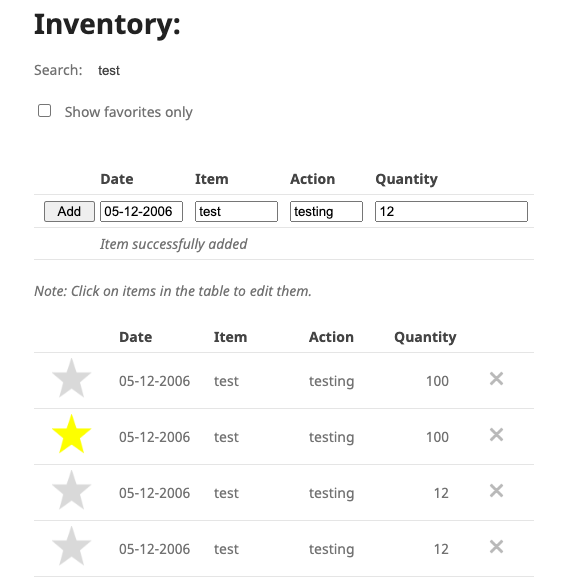 Inventory:
Search: test
Show favorites only
Date Item Action Quantity
Add 05-12-2006 test testing 12
Item successfully added
Note: Click on items in the table to edit them.
Date Item Action Quantity
05-12-2006 test testing 100 ×
05-12-2006 test testing 100 ×
05-12-2006 test testing 12 ×
05-12-2006 test testing 12 ×